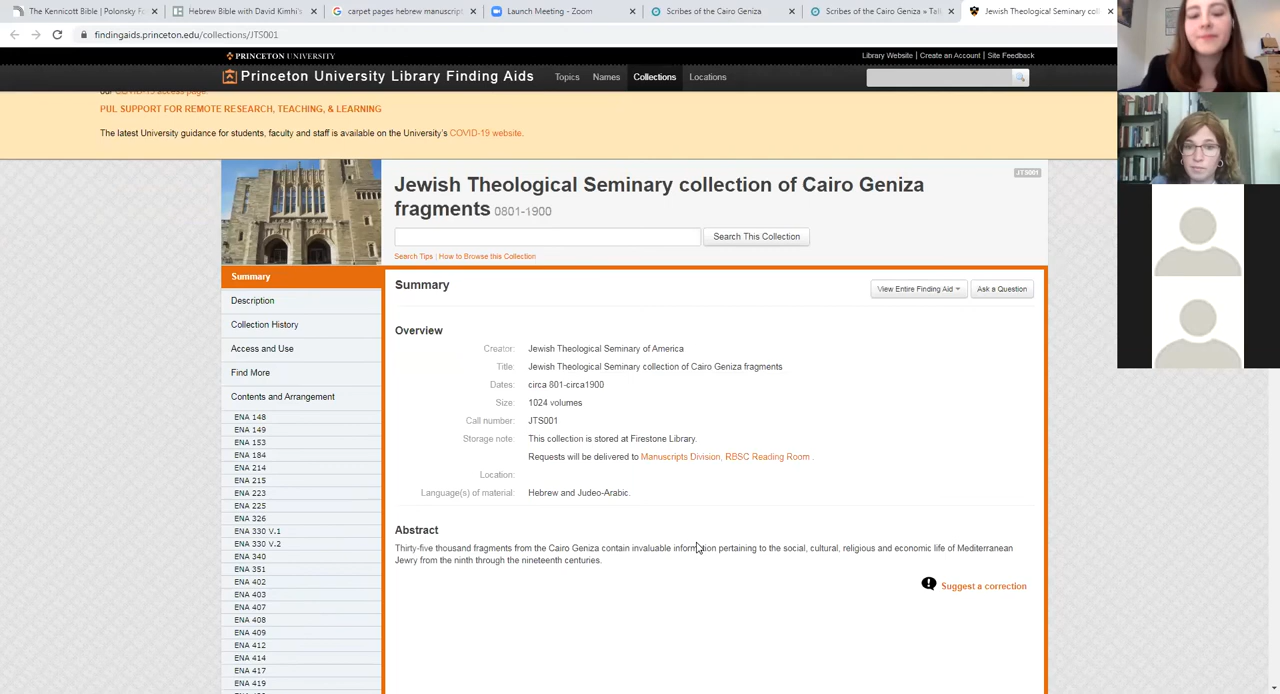 The Kennicott Bible | Polonsky Fo
Hebrew Bible with David Kimhi's
carpet pages hebrew manuscript
Launch Meeting - Zoom
Scribes of the Cairo Geniza
Scribes of the Cairo Geniza » Tall
Jewish Theological Seminary coll
findingaids.princeton.edu/collections/JTS001
PRINCETON UNIVERSITY
Library Website | Create an Account | Site Feedback
Princeton University Library Finding Aids
Topics
Names
Collections
Locations
our COVID-19 access page.
PUL SUPPORT FOR REMOTE RESEARCH, TEACHING, & LEARNING
The latest University guidance for students, faculty and staff is available on the University's COVID-19 website.
JTS001
Jewish Theological Seminary collection of Cairo Geniza
fragments 0801-1900
Search This Collection
Search Tips | How to Browse this Collection
Summary
Description
Collection History
Access and Use
Find More
Contents and Arrangement
ENA 148
ENA 149
ENA 153
ENA 184
ENA 214
ENA 215
ENA 223
ENA 225
ENA 326
ENA 330 V.1
ENA 330 V.2
ENA 340
ENA 351
ENA 402
ENA 403
ENA 407
ENA 408
ENA 409
ENA 412
ENA 414
ENA 417
ENA 419
Summary
View Entire Finding Aid
Ask a Question
Overview
Creator: Jewish Theological Seminary of America
Title: Jewish Theological Seminary collection of Cairo Geniza fragments
Dates: circa 801-circa1900
Size: 1024 volumes
Call number: JTS001
Storage note: This collection is stored at Firestone Library.
Requests will be delivered to Manuscripts Division, RBSC Reading Room .
Location:
Language(s) of material: Hebrew and Judeo-Arabic.
Abstract
Thirty-five thousand fragments from the Cairo Geniza contain invaluable information pertaining to the social, cultural, religious and economic life of Mediterranean
Jewry from the ninth through the nineteenth centuries.
Suggest a correction